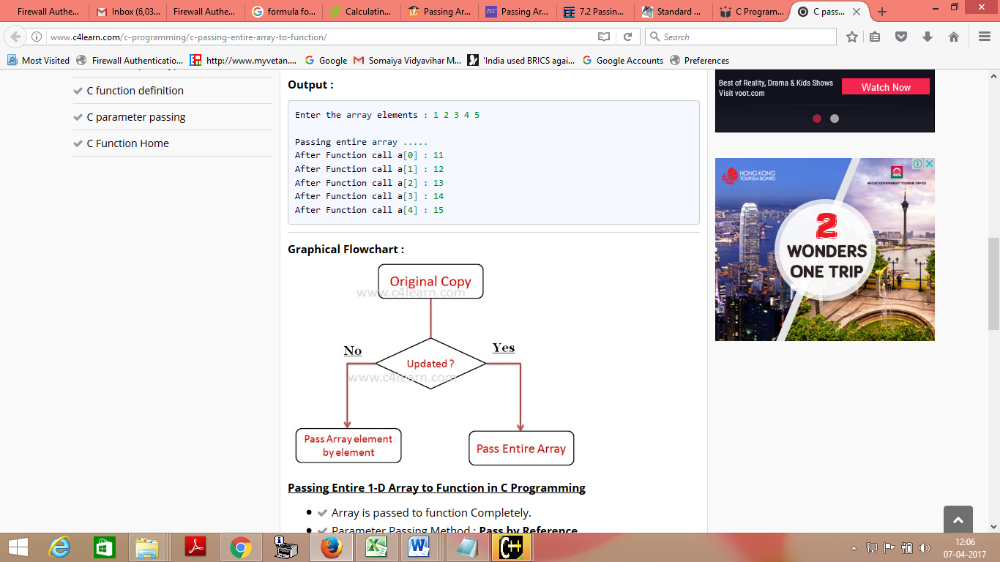 Firewall Authe...
Inbox (6,03...
Firewall Authe...
formula fo...
Calculatin...
Passing Ar...
Passing Ar...
7.2 Passin...
Standard ...
C Program...
C pass...
www.c4learn.com/c-programming/c-passing-entire-array-to-function/
Search
Most Visited
Firewall Authenticatio...
http://www.myvetan....
Google
Somaiya Vidyavihar M...
'India used BRICS agai...
Google Accounts
Preferences
C function definition
C parameter passing
C Function Home
Output :
Enter the array elements : 1 2 3 4 5
Passing entire array .....
After Function call a[0] : 11
After Function call a[1] : 12
After Function call a[2] : 13
After Function call a[3] : 14
After Function call a[4] : 15
Graphical Flowchart :
Original Copy
www.c4learn.com
No
Yes
Updated ?
www.c4learn.com
Pass Array element
by element
Pass Entire Array
Passing Entire 1-D Array to Function in C Programming
Array is passed to function Completely.
Parameter Passing Method : Pass by Reference
Best of Reality, Drama & Kids Shows
Visit voot.com
Watch Now
HONG KONG
TOURISM BOARD
MACAO GOVERNMENT TOURISM OFFICE
2
WONDERS
ONE TRIP
12:06
07-04-2017